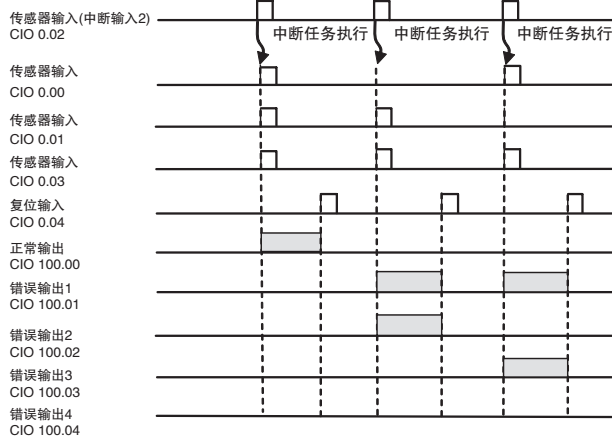 传感器输入(中断输入2)
CIO 0.02
中断任务执行 中断任务执行 中断任务执行
传感器输入
CIO 0.00
传感器输入
CIO 0.01
传感器输入
CIO 0.03
复位输入
CIO 0.04
正常输出
CIO 100.00
错误输出1
CIO 100.01
错误输出2
CIO 100.02
错误输出3
CIO 100.03
错误输出4
CIO 100.04